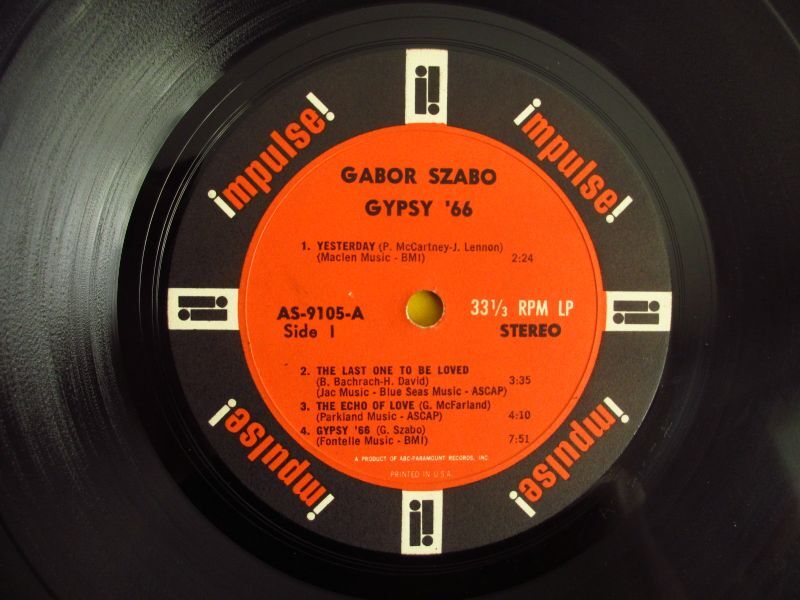 impulse!
impulse!
GABOR SZABO
GYPSY '66
1. YESTERDAY (P. McCartney-J. Lennon)
(Maclen Music - BMI) 2:24
AS-9105-A 33 1/3 RPM LP
Side I STEREO
2. THE LAST ONE TO BE LOVED
(B. Bachrach-H. David) 3:35
(Jac Music - Blue Seas Music - ASCAP)
3. THE ECHO OF LOVE (G. McFarland)
(Parkland Music - ASCAP) 4:10
4. GYPSY '66 (G. Szabo)
(Fontelle Music - BMI) 7:51
A PRODUCT OF ABC-PARAMOUNT RECORDS, INC.
PRINTED IN U.S.A.
impulse!
impulse!